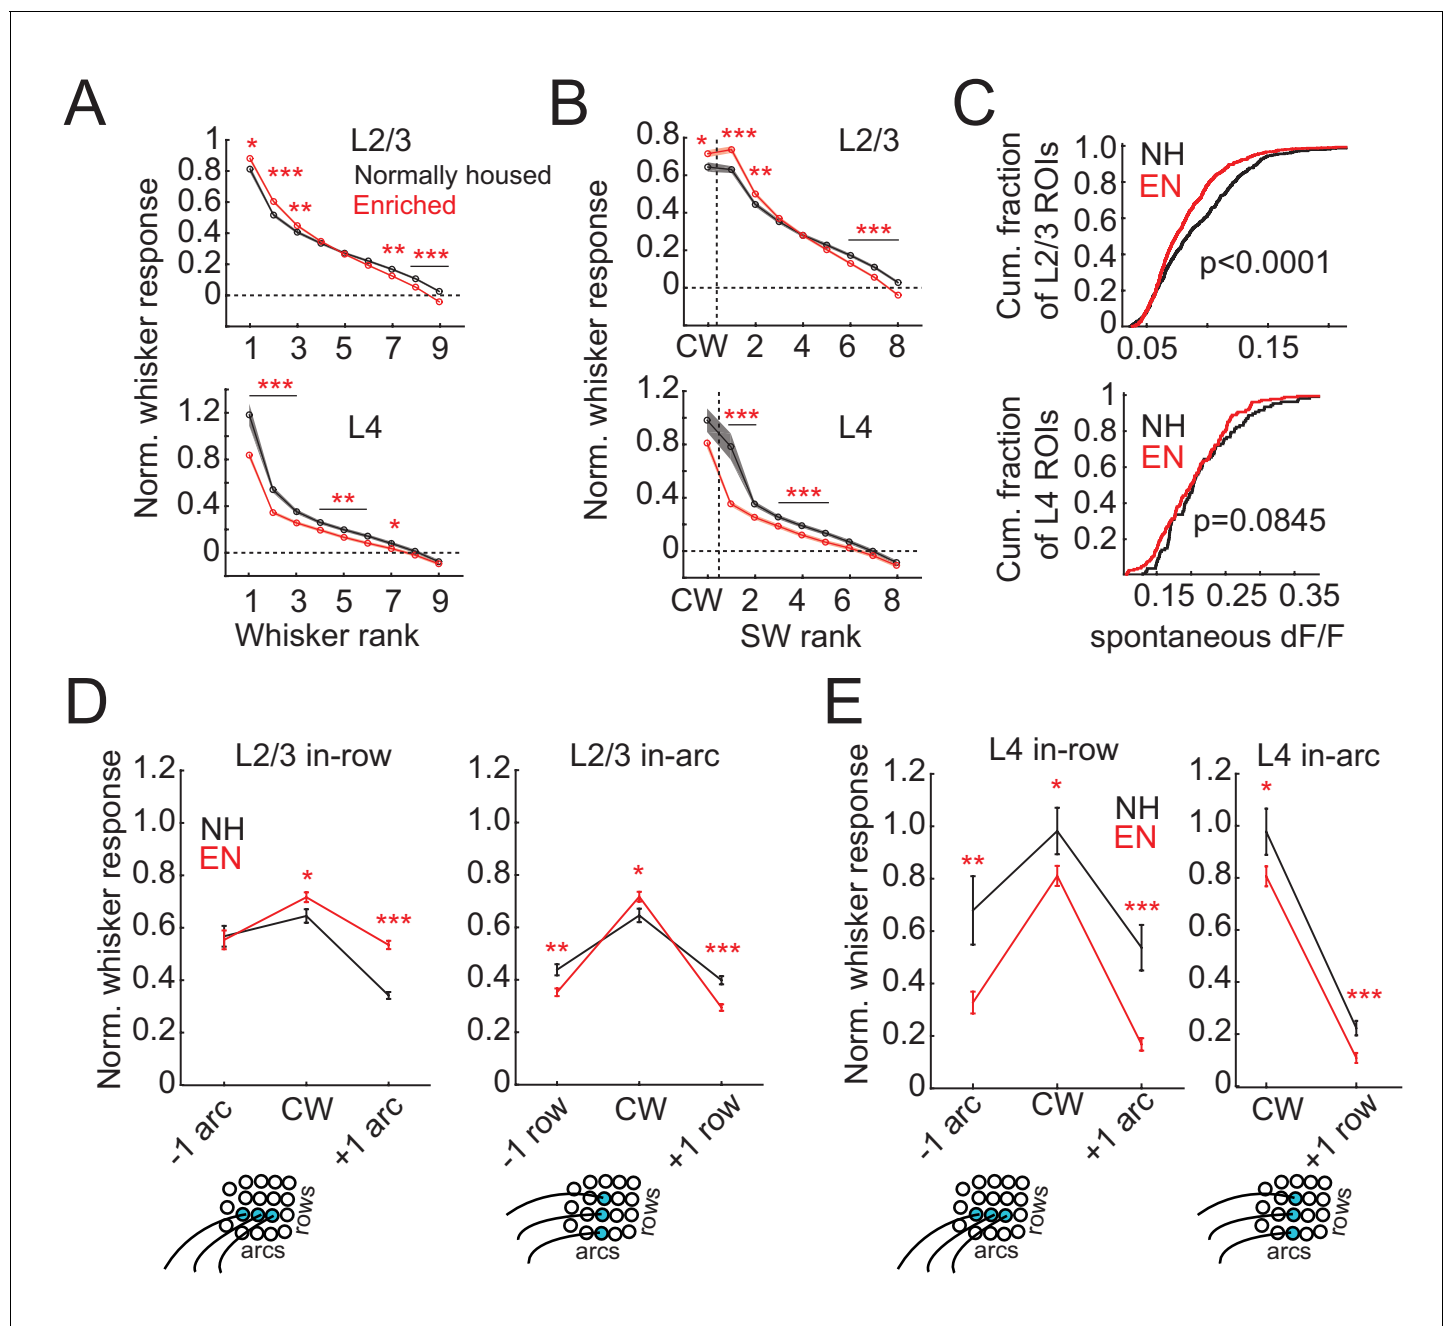 A
Norm. whisker response
L2/3
Normally housed
Enriched
*
***
**
**
***
1
0.8
0.6
0.4
0.2
0
1 3 5 7 9
L4
***
**
*
1.2
0.8
0.4
0
1 3 5 7 9
Whisker rank
B
Norm. whisker response
L2/3
*
***
**
***
0.8
0.6
0.4
0.2
0
CW 2 4 6 8
L4
***
***
1.2
0.8
0.4
0
CW 2 4 6 8
SW rank
C
Cum. fraction
of L2/3 ROIs
NH
EN
p<0.0001
1.0
0.8
0.6
0.4
0.2
0
0.05 0.15
Cum. fraction
of L4 ROIs
NH
EN
p=0.0845
1
0.8
0.6
0.4
0.2
0.15 0.25 0.35
spontaneous dF/F
D
Norm. whisker response
L2/3 in-row
NH
EN
*
***
1.2
1.0
0.8
0.6
0.4
0.2
0
-1 arc CW +1 arc
rows
arcs
L2/3 in-arc
*
**
***
1.2
1.0
0.8
0.6
0.4
0.2
0
-1 row CW +1 row
rows
arcs
E
Norm. whisker response
L4 in-row
NH
EN
*
**
***
1.2
1.0
0.8
0.6
0.4
0.2
0
-1 arc CW +1 arc
rows
arcs
L4 in-arc
*
***
1.2
1.0
0.8
0.6
0.4
0.2
0
CW +1 row
rows
arcs